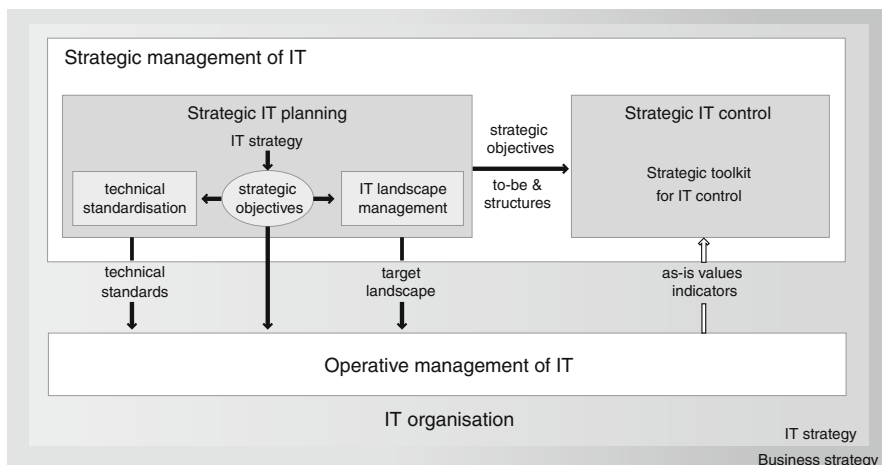 Strategic management of IT
Strategic IT planning
IT strategy
technical
standardisation
strategic
objectives
IT landscape
management
strategic
objectives
to-be &
structures
Strategic IT control
Strategic toolkit
for IT control
technical
standards
target
landscape
as-is values
indicators
Operative management of IT
IT organisation
IT strategy
Business strategy